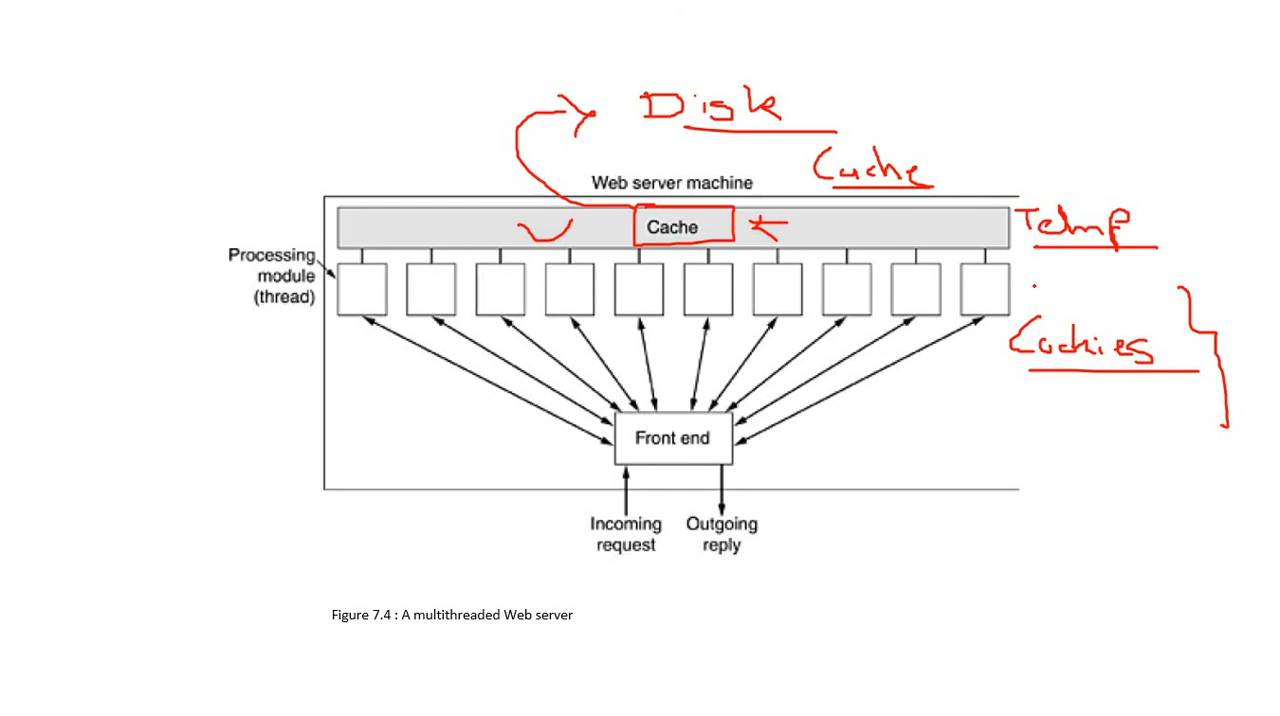 Disk
Cache
Web server machine
Cache
Temp
Processing
module
(thread)
Cookies
Front end
Incoming
request
Outgoing
reply
Figure 7.4 : A multithreaded Web server